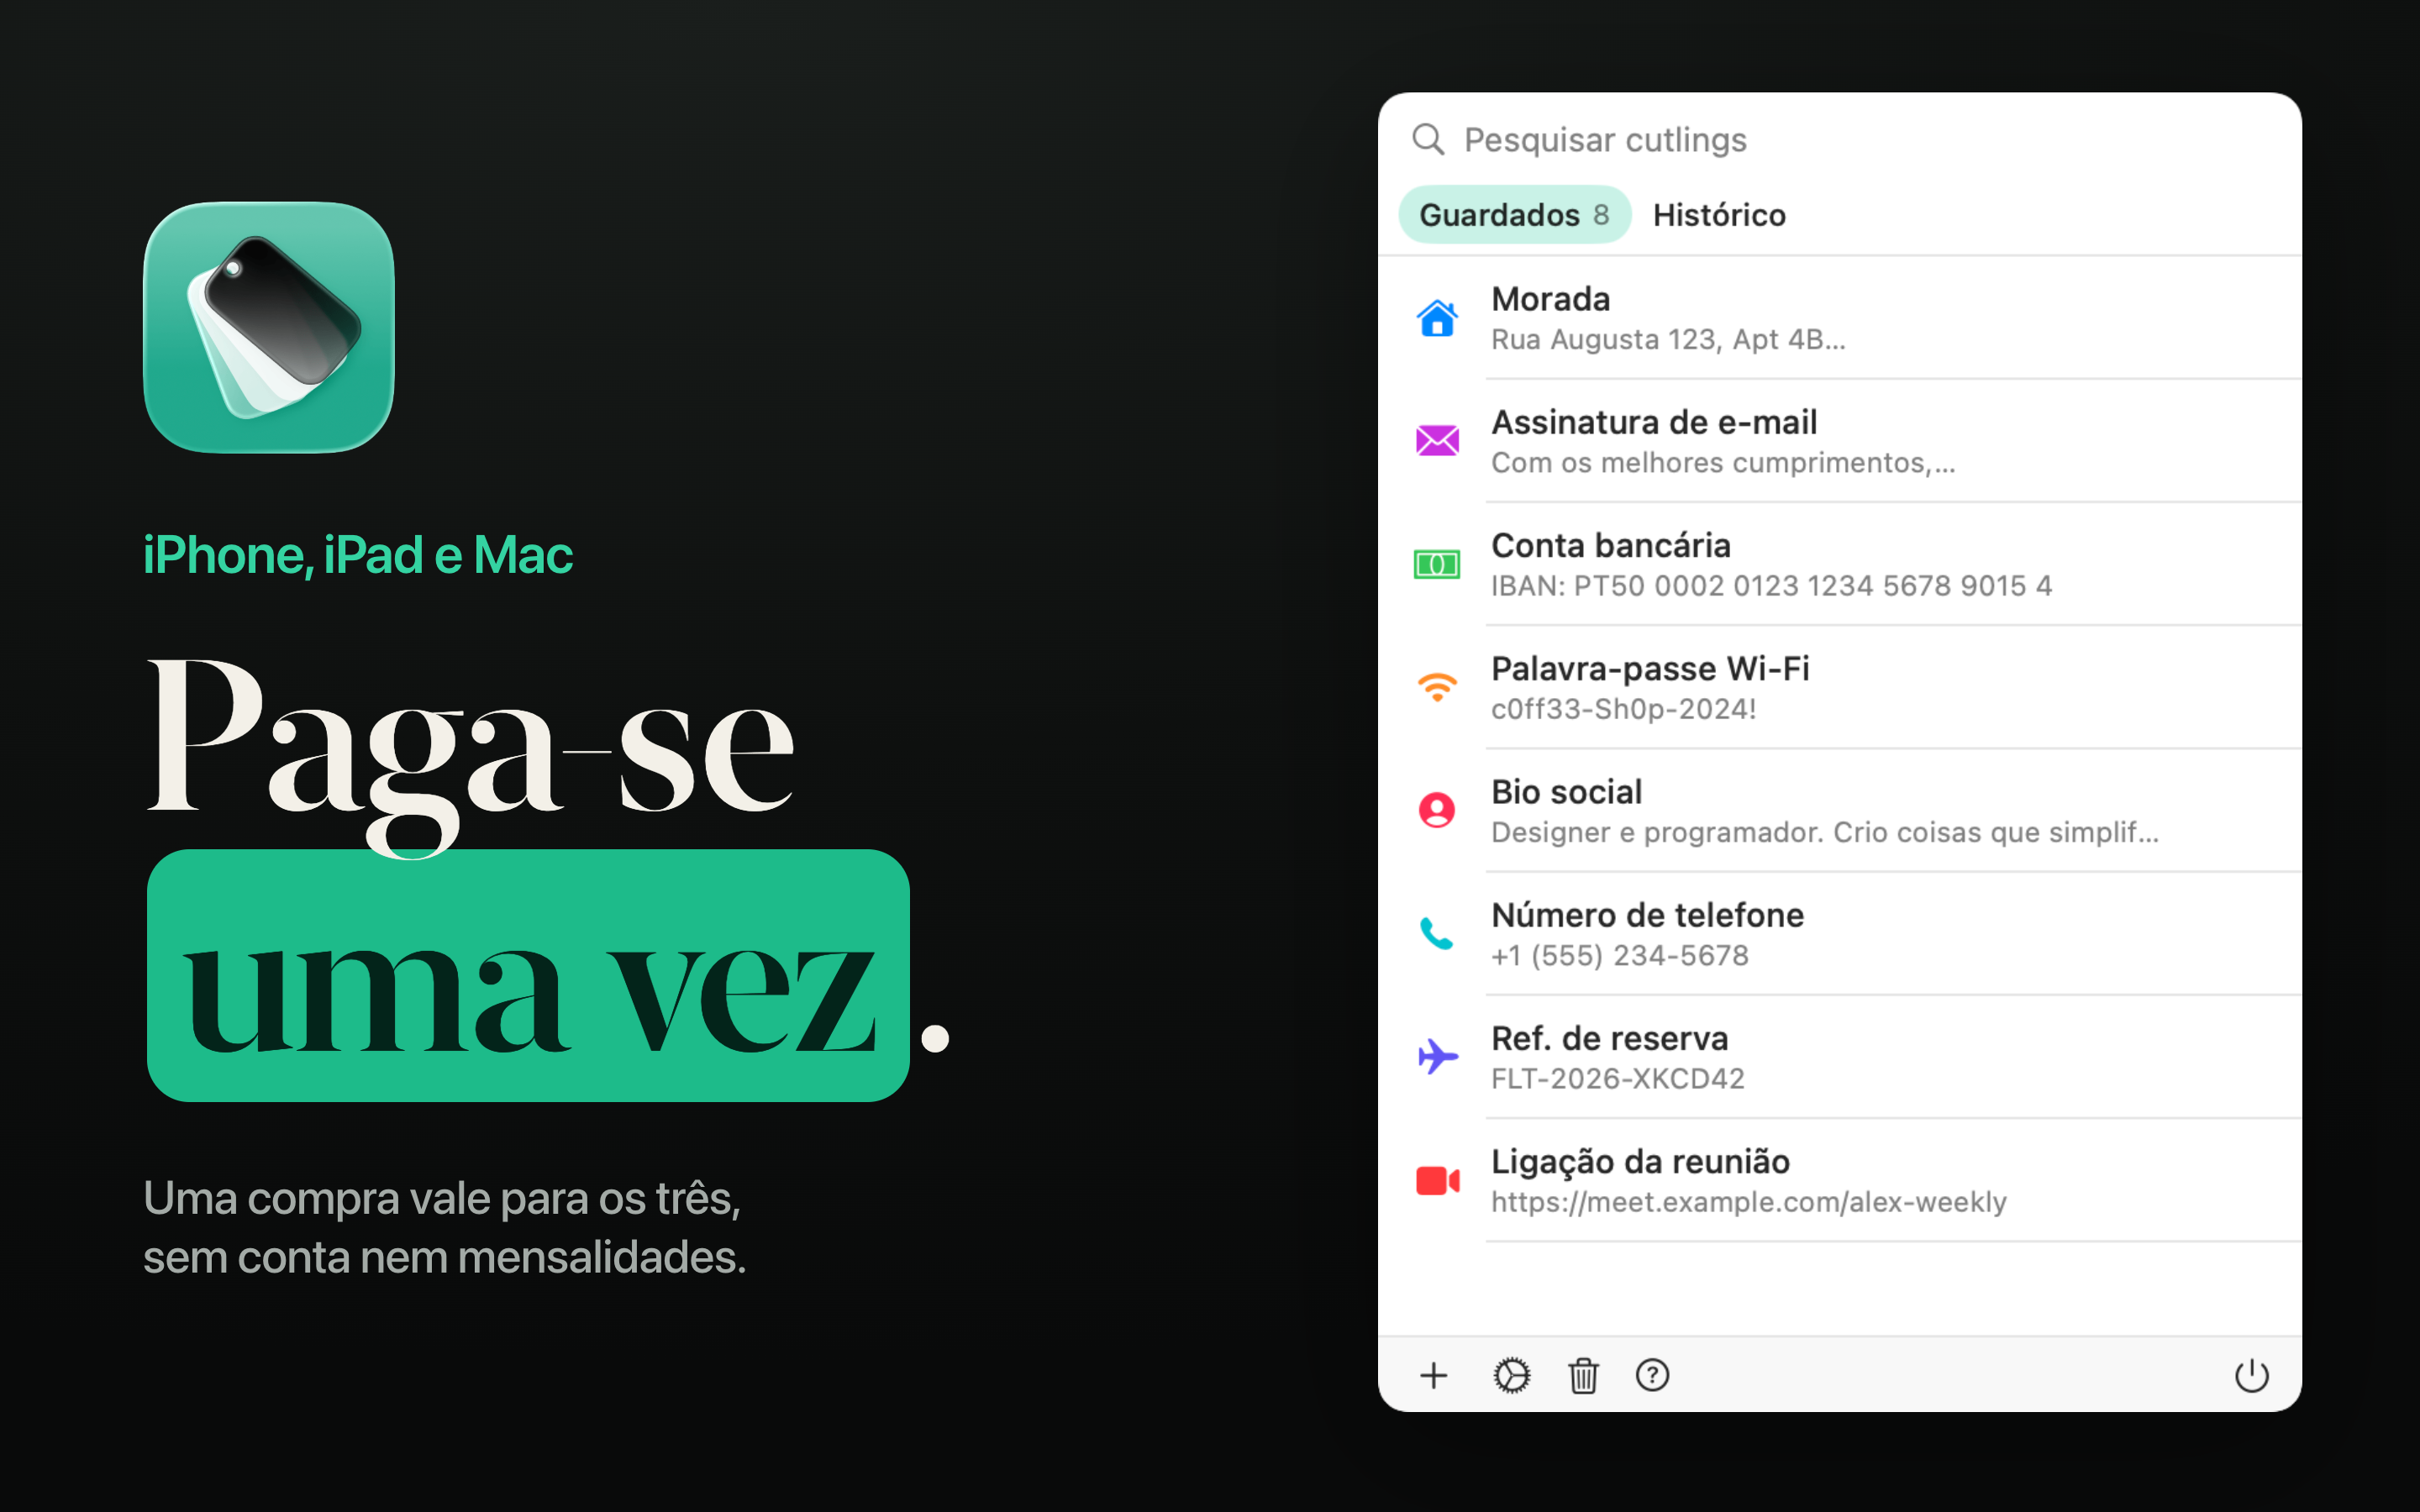 iPhone, iPad e Mac
Paga-se
uma vez.
Uma compra vale para os três,
sem conta nem mensalidades.
Pesquisar cutlings
Guardados 8 Histórico
Morada
Rua Augusta 123, Apt 4B...
Assinatura de e-mail
Com os melhores cumprimentos,...
Conta bancária
IBAN: PT50 0002 0123 1234 5678 9015 4
Palavra-passe Wi-Fi
c0ff33-Sh0p-2024!
Bio social
Designer e programador. Crio coisas que simplif...
Número de telefone
+1 (555) 234-5678
Ref. de reserva
FLT-2026-XKCD42
Ligação da reunião
https://meet.example.com/alex-weekly